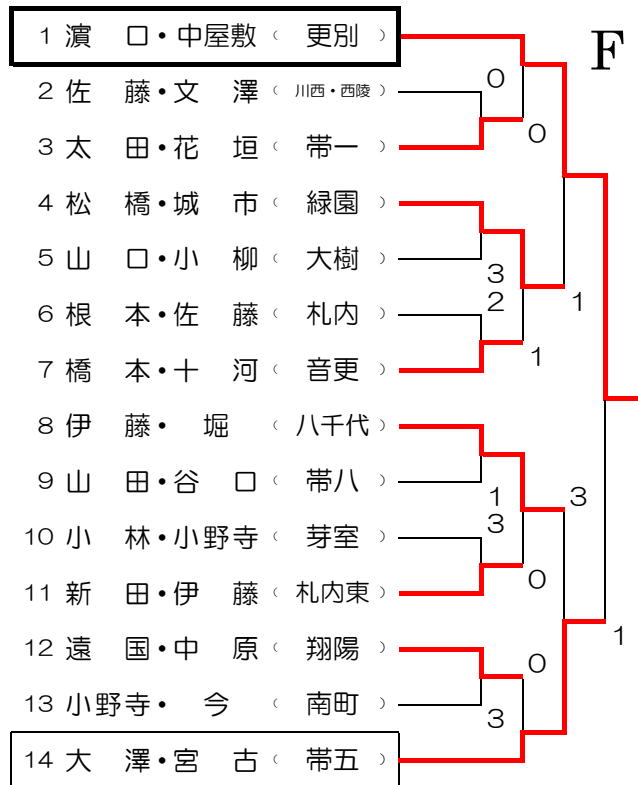 F
1 濵 口・中屋敷 ( 更別 )
2 佐 藤・文 澤 ( 川西・西陵 )
0
3 太 田・花 垣 ( 帯一 )
0
4 松 橋・城 市 ( 緑園 )
5 山 口・小 柳 ( 大樹 )
3
6 根 本・佐 藤 ( 札内 )
2
1
7 橋 本・十 河 ( 音更 )
1
8 伊 藤・ 堀 ( 八千代 )
9 山 田・谷 口 ( 帯八 )
1
3
10 小 林・小野寺 ( 芽室 )
3
11 新 田・伊 藤 ( 札内東 )
0
12 遠 国・中 原 ( 翔陽 )
0
1
13 小野寺・ 今 ( 南町 )
3
14 大 澤・宮 古 ( 帯五 )